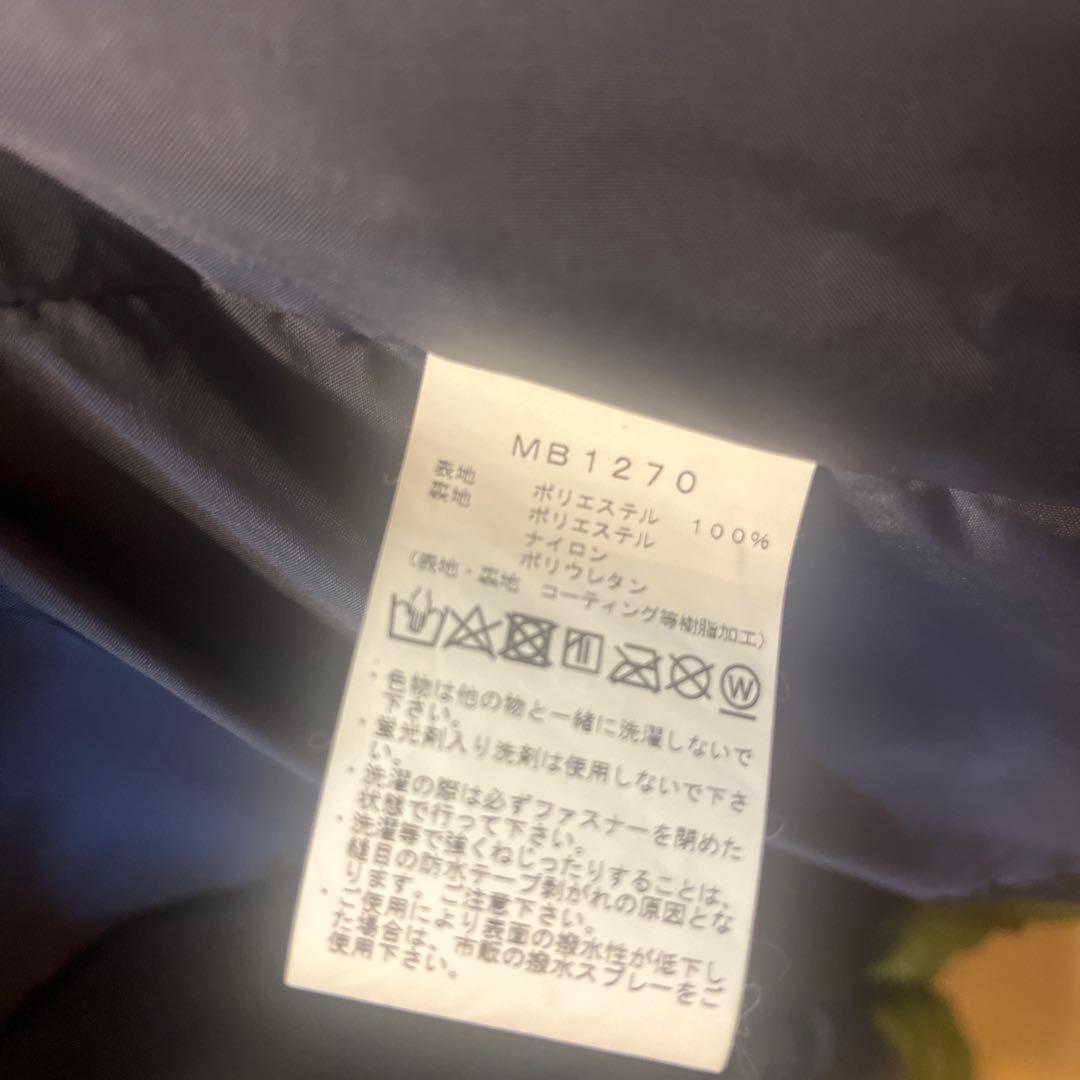 MB1270
表地 ポリエステル 100%
裏地 ポリエステル
ナイロン
ポリウレタン
(表地・裏地 コーティング等樹脂加工)
W
・色物は他の物と一緒に洗濯しないで
下さい。
・蛍光剤入り洗剤は使用しないで下さ
い。
・洗濯の際は必ずファスナーを閉めた
状態で行って下さい。
・洗濯等で強くねじったりすることは、
縫目の防水テープ剥がれの原因とな
ります。ご注意下さい。
・ご使用により表面の撥水性が低下し
た場合は、市販の撥水スプレーをご
使用下さい。